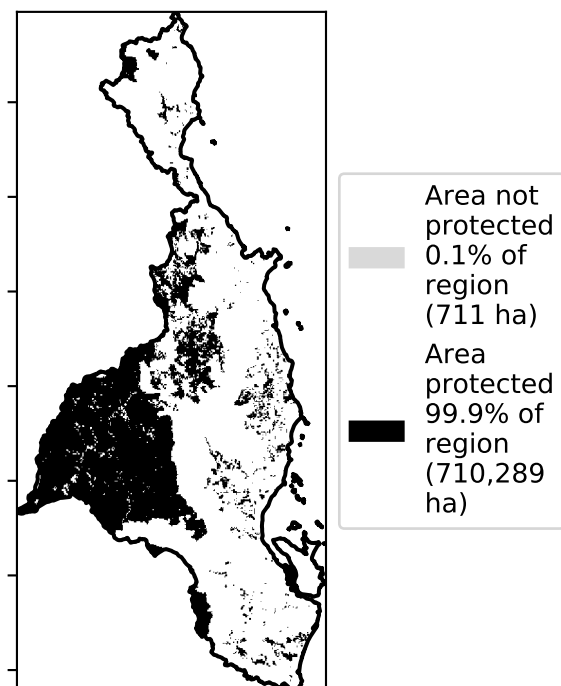 Area not
protected
0.1% of
region
(711 ha)
Area
protected
99.9% of
region
(710,289
ha)